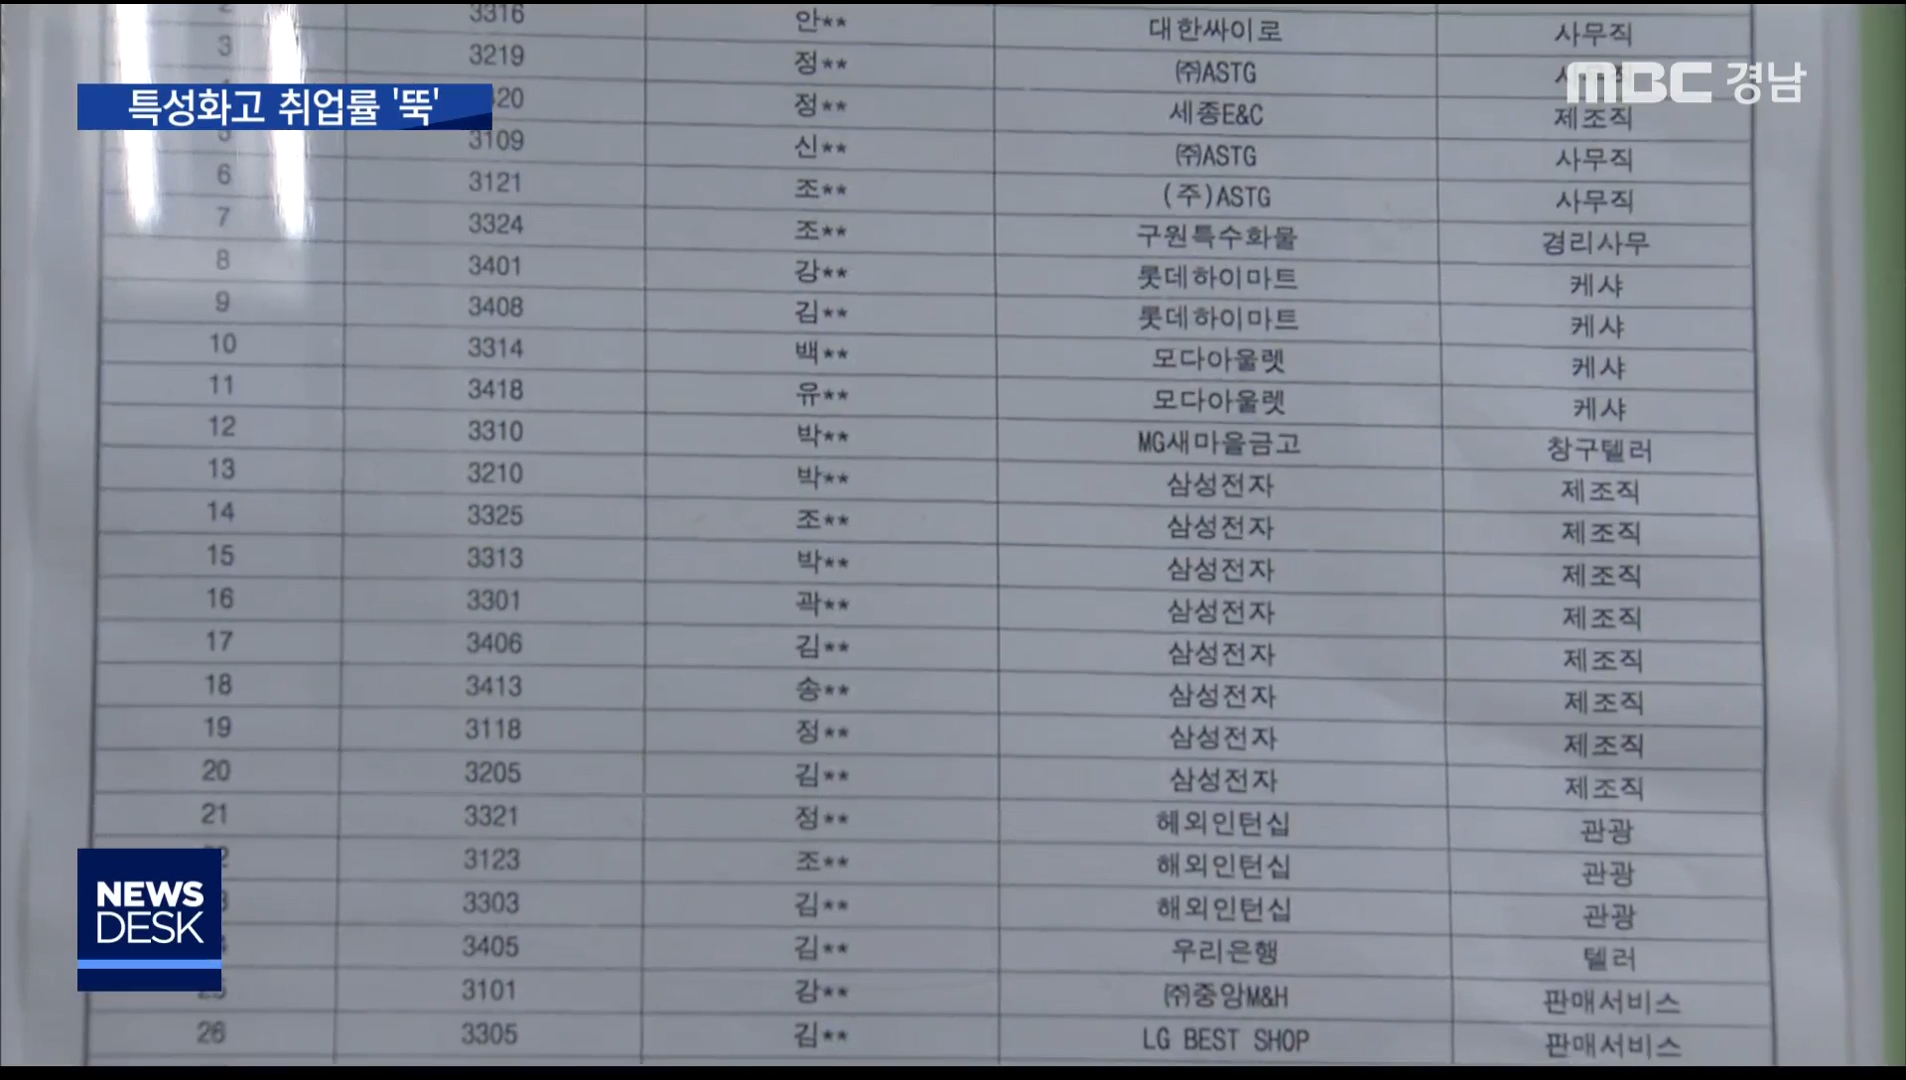 3316 안** 대한싸이로 사무직
3 3219 정** ㈜ASTG
MBC 경남
특성화고 취업률 '뚝'
정** 세종E&C 제조직
3109 신** ㈜ASTG 사무직
6 3121 조** (주)ASTG 사무직
7 3324 조** 구원특수화물 경리사무
8 3401 강** 롯데하이마트 케샤
9 3408 김** 롯데하이마트 케샤
10 3314 백** 모다아울렛 케샤
11 3418 유** 모다아울렛 케샤
12 3310 박** MG새마을금고 창구텔러
13 3210 박** 삼성전자 제조직
14 3325 조** 삼성전자 제조직
15 3313 박** 삼성전자 제조직
16 3301 곽** 삼성전자 제조직
17 3406 김** 삼성전자 제조직
18 3413 송** 삼성전자 제조직
19 3118 정** 삼성전자 제조직
20 3205 김** 삼성전자 제조직
21 3321 정** 헤외인턴십 관광
3123 조** 해외인턴십 관광
3303 김** 해외인턴십 관광
3405 김** 우리은행 텔러
3101 강** ㈜중앙M&H 판매서비스
26 3305 김** LG BEST SHOP 판매서비스
NEWS
DESK